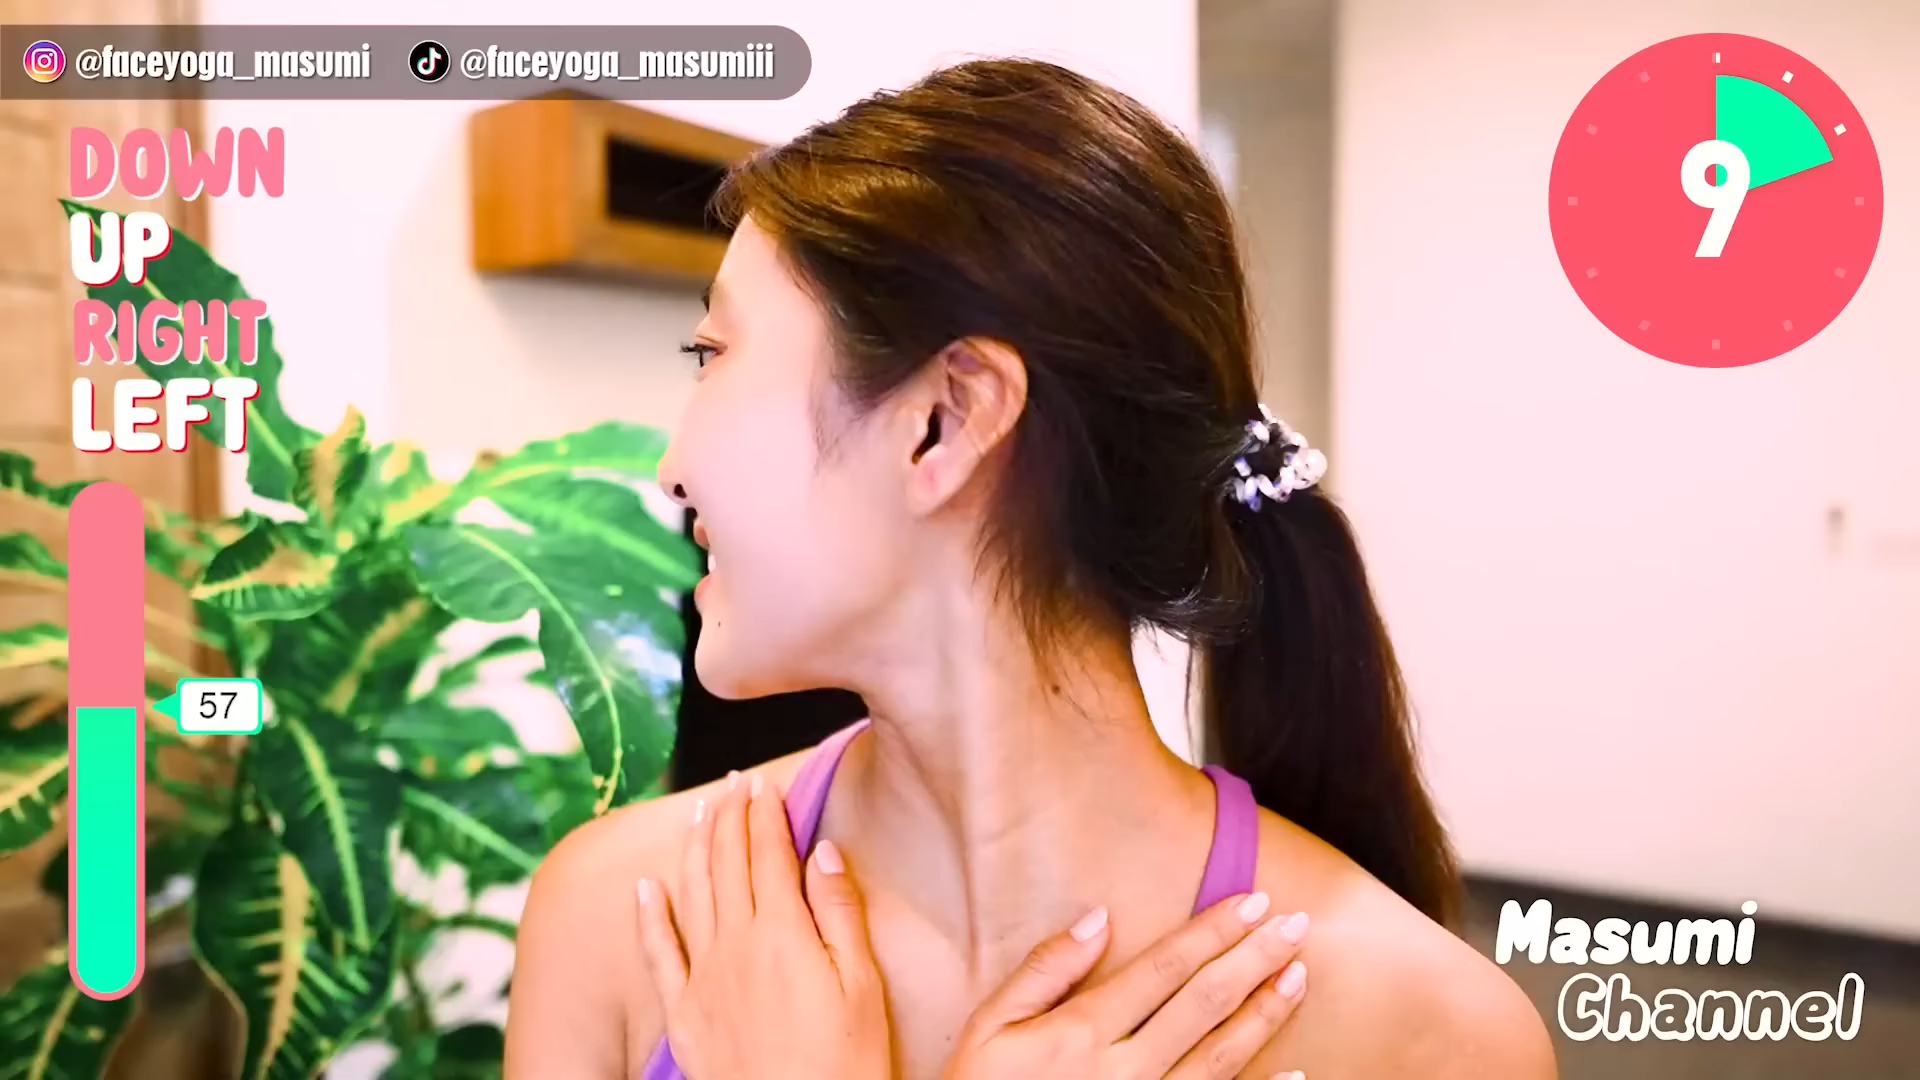 @faceyoga_masumi @faceyoga_masumiii
DOWN
UP
RIGHT
LEFT
9
57
Masumi
Channel